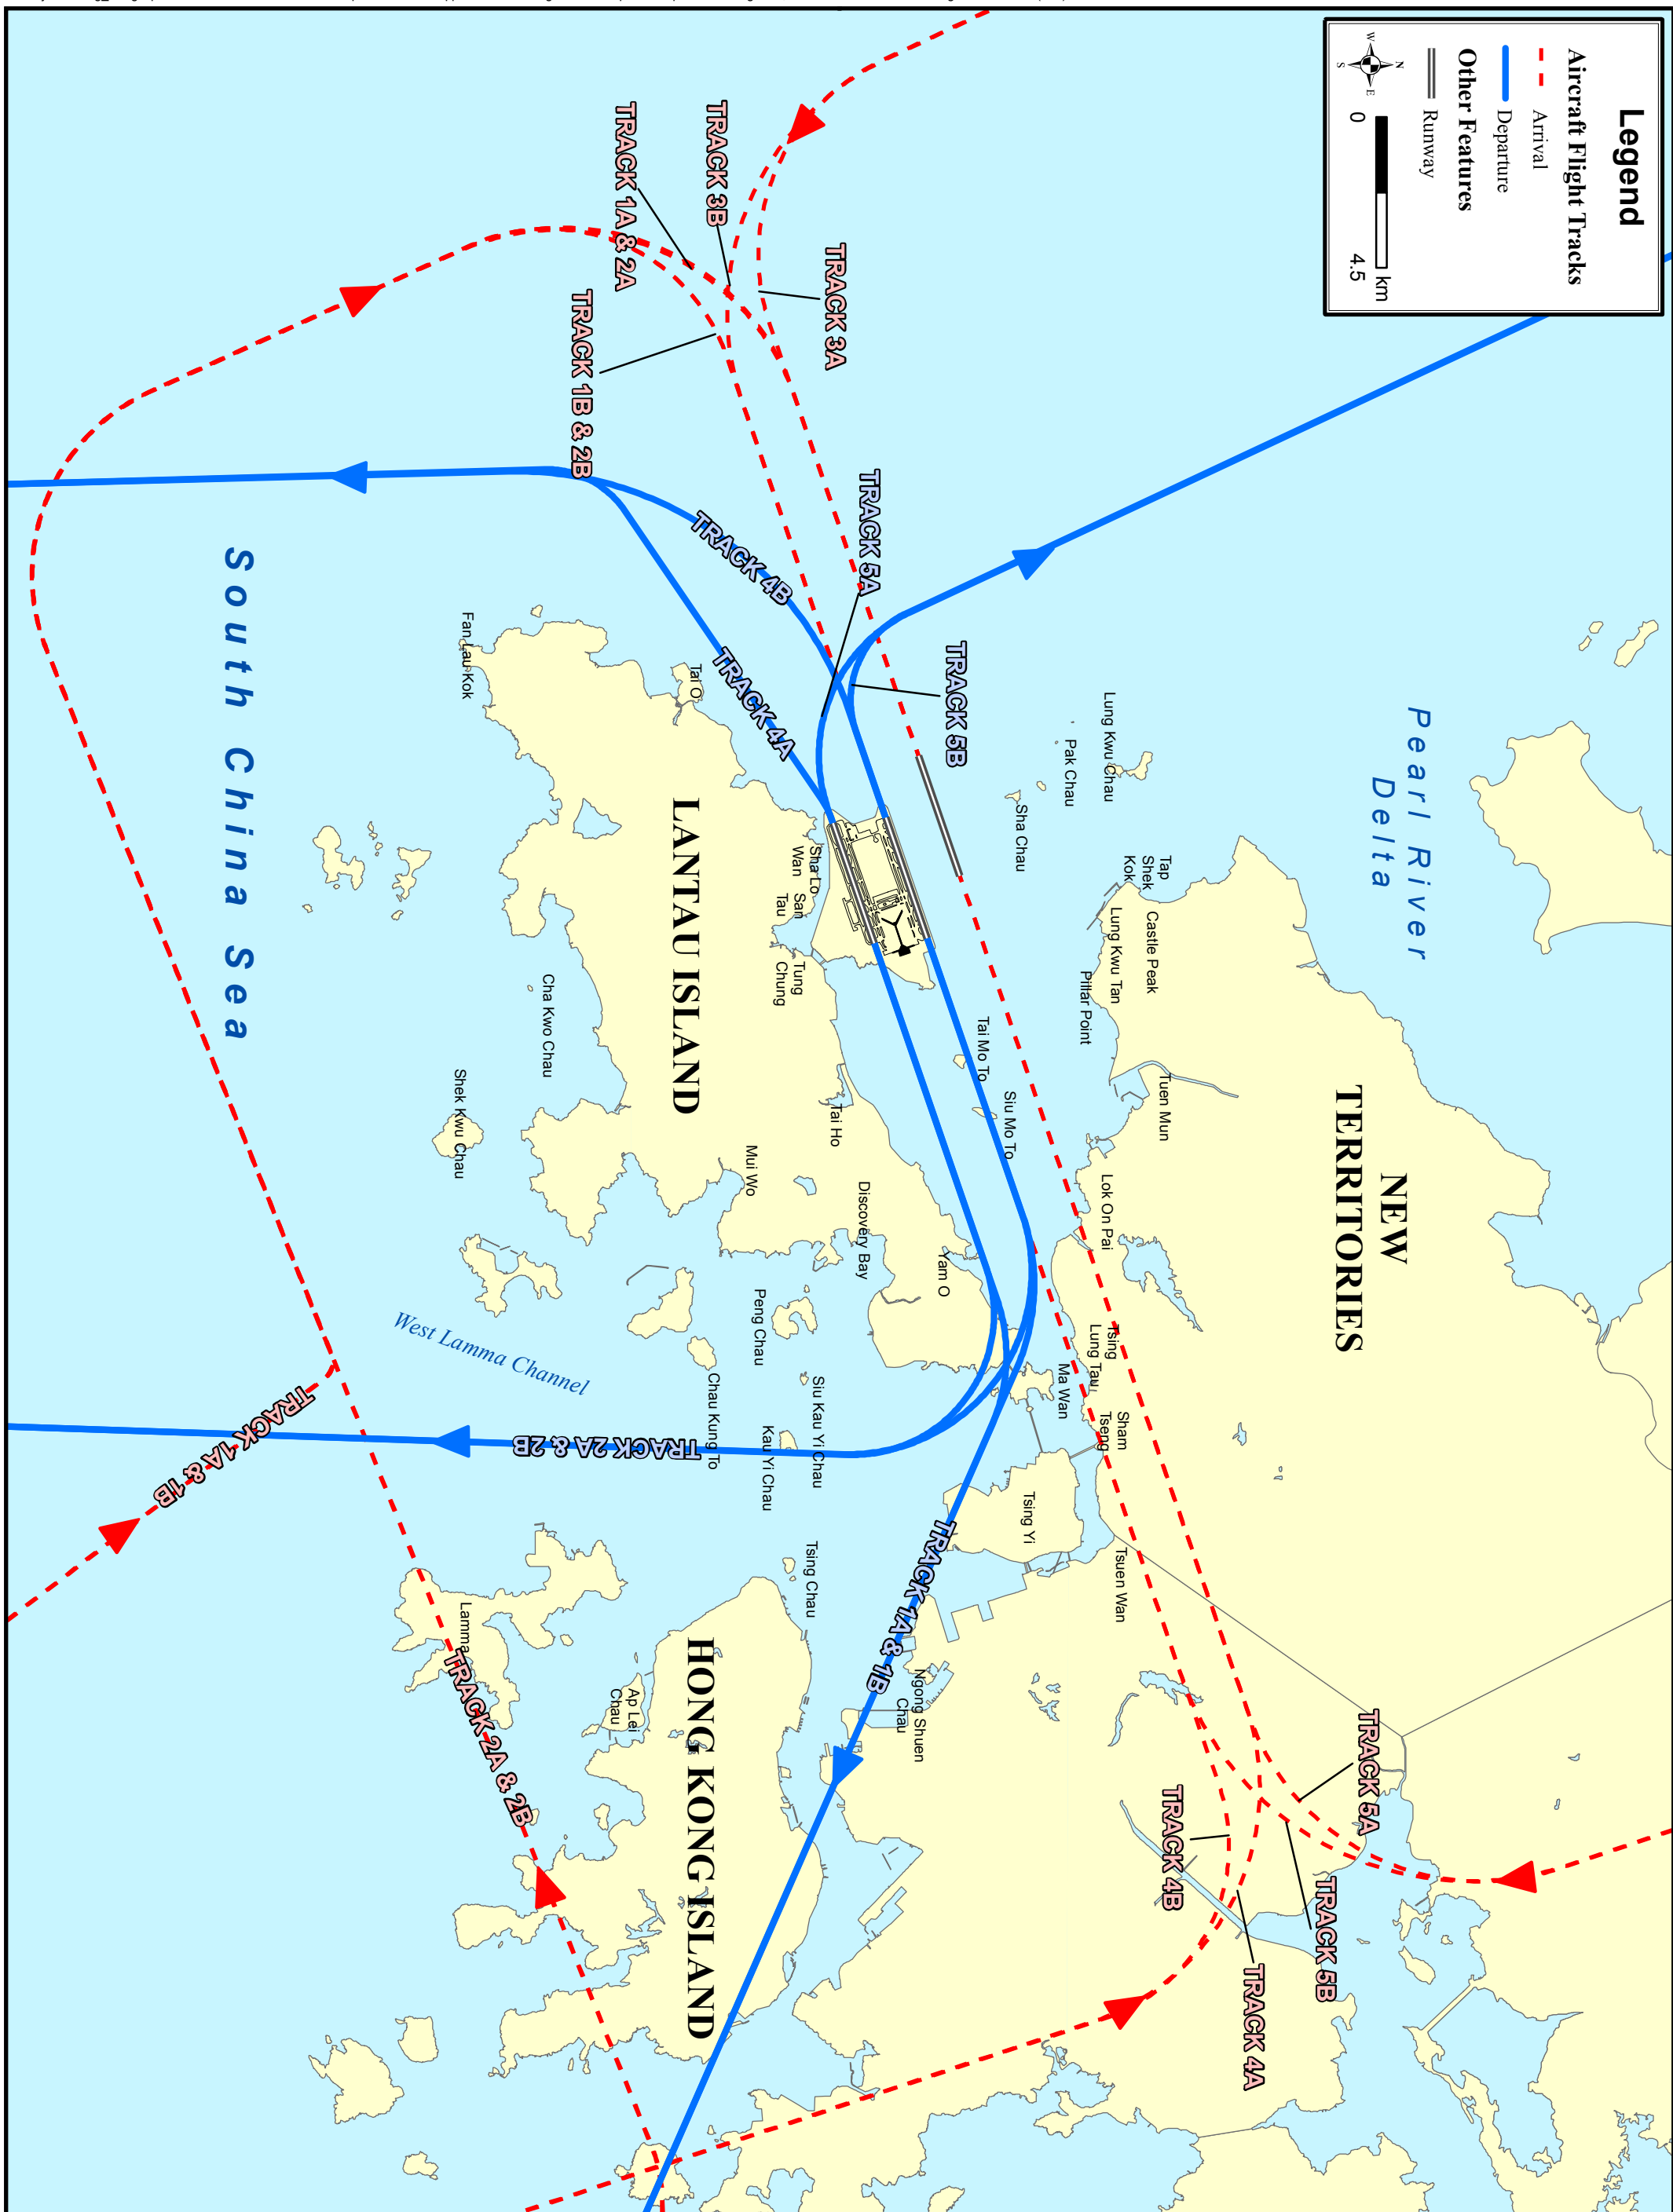 Legend
Aircraft Flight Tracks
Arrival
Departure
Other Features
Runway
N
W
E
S
0
4.5
km
Pearl River
Delta
NEW
TERRITORIES
LANTAU ISLAND
HONG KONG ISLAND
South China Sea
West Lamma Channel
TRACK 3A
TRACK 3B
TRACK 1A & 2A
TRACK 1B & 2B
TRACK 5A
TRACK 5B
TRACK 4B
TRACK 4A
TRACK 5A
TRACK 5B
TRACK 4A
TRACK 4B
TRACK 1A & 1B
TRACK 2A & 2B
TRACK 1A & 1B
TRACK 2A & 2B
Lung Kwu Chau
Pak Chau
Sha Chau
Tap
Shek
Kok
Castle Peak
Lung Kwu Tan
Pillar Point
Tuen Mun
Lok On Pai
Tsing
Lung Tau
Sham
Tseng
Ma Wan
Tsing Yi
Tsuen Wan
Ngong Shuen
Chau
Tai Mo To
Siu Mo To
Fan Lau Kok
Tai O
Sha Lo
Wan
San
Tau
Tung
Chung
Tai Ho
Mui Wo
Discovery Bay
Yam O
Peng Chau
Siu Kau Yi Chau
Kau Yi Chau
Chau Kung To
Tsing Chau
Cha Kwo Chau
Shek Kwu Chau
Lamma
Ap Lei
Chau